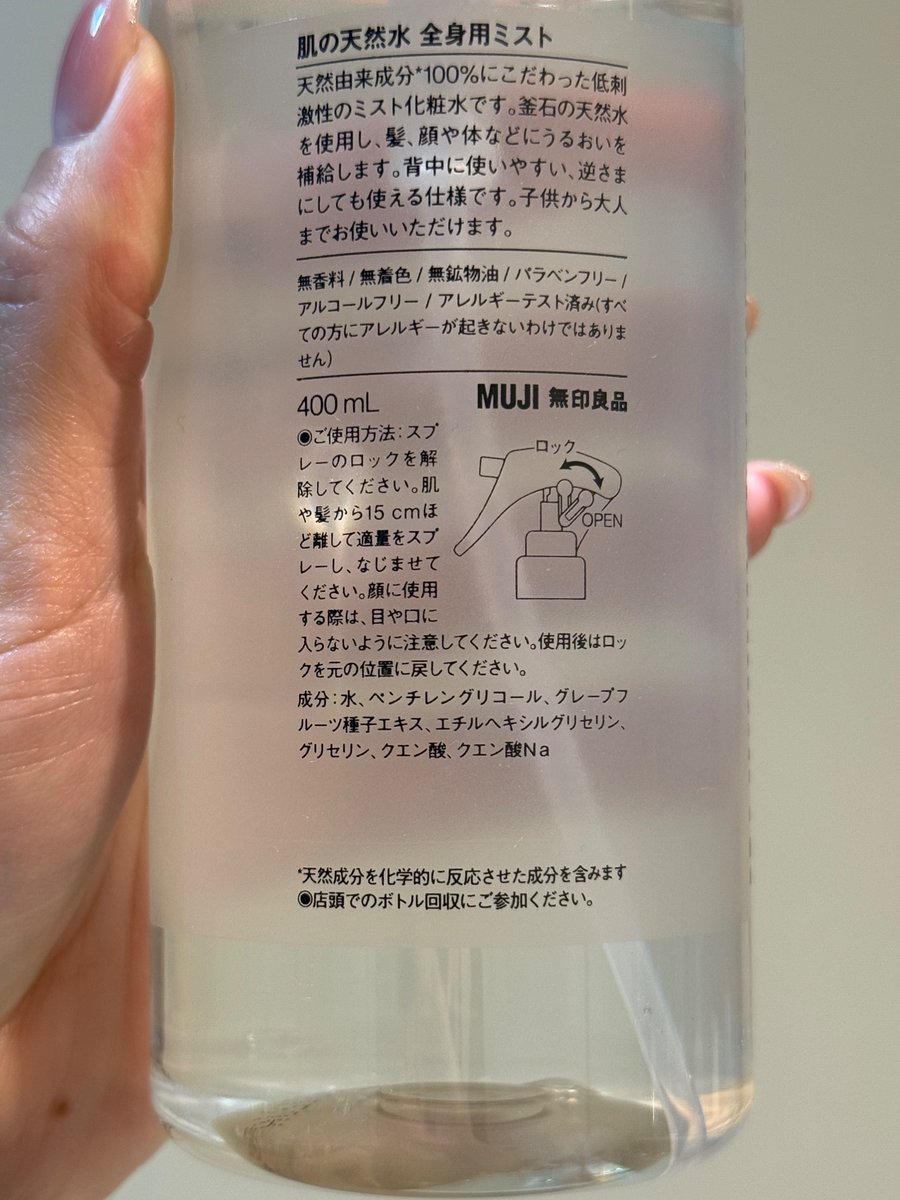 肌の天然水 全身用ミスト
天然由来成分*100%にこだわった低刺
激性のミスト化粧水です。釜石の天然水
を使用し、髪、顔や体などにうるおいを
補給します。背中に使いやすい、逆さま
にしても使える仕様です。子供から大人
までお使いいただけます。
無香料 / 無着色 / 無鉱物油 / パラベンフリー /
アルコールフリー / アレルギーテスト済み(すべ
ての方にアレルギーが起きないわけではありま
せん)
400 mL
MUJI 無印良品
◉ご使用方法：スプ
レーのロックを解
除してください。肌
や髪から15 cmほ
ど離して適量をスプ
レーし、なじませて
ください。顔に使用
する際は、目や口に
入らないように注意してください。使用後はロッ
クを元の位置に戻してください。
ロック
OPEN
成分：水、ペンチレングリコール、グレープフ
ルーツ種子エキス、エチルヘキシルグリセリン、
グリセリン、クエン酸、クエン酸Na
*天然成分を化学的に反応させた成分を含みます
◉店頭でのボトル回収にご参加ください。